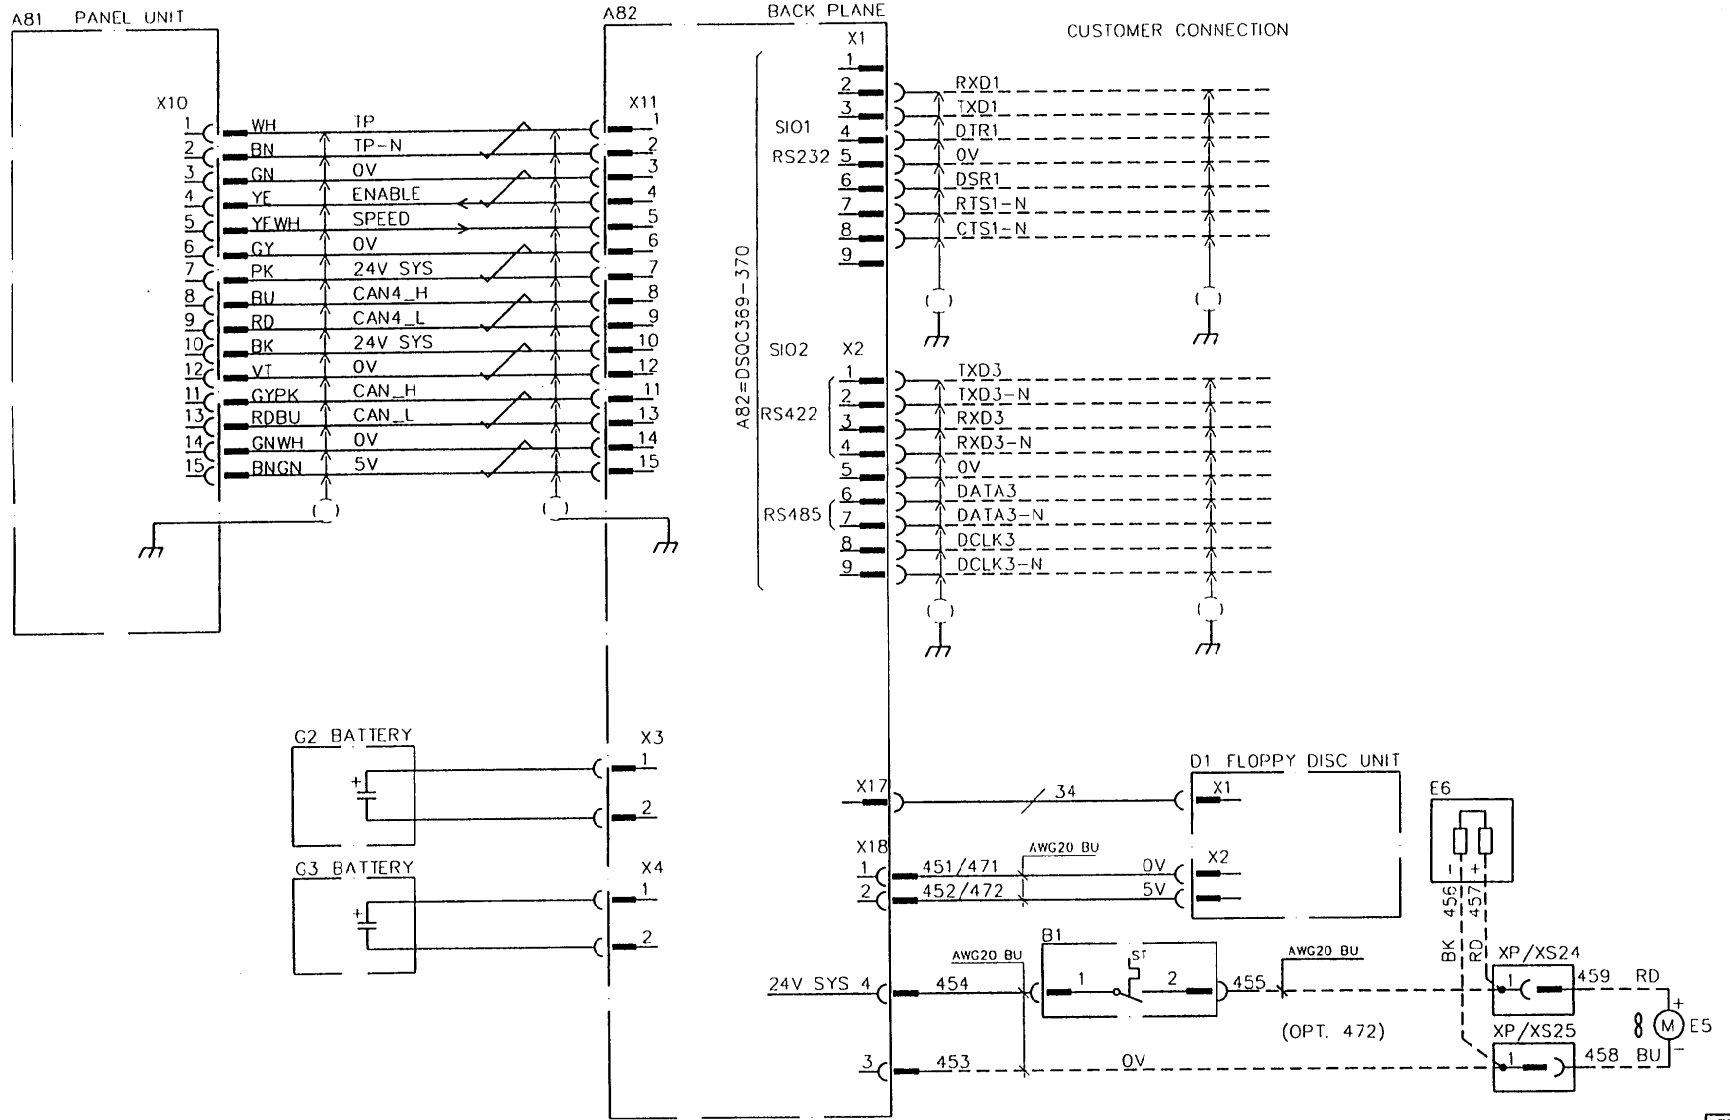 A81 PANEL UNIT
A82 BACK PLANE
CUSTOMER CONNECTION
X10
X11
1 WH TP 1
2 BN TP-N 2
3 GN 0V 3
4 YE ENABLE 4
5 YEWH SPEED 5
6 GY 0V 6
7 PK 24V SYS 7
8 BU CAN4_H 8
9 RD CAN4_L 9
10 BK 24V SYS 10
12 VT 0V 12
11 GYPK CAN_H 11
13 RDBU CAN_L 13
14 GNWH 0V 14
15 BNGN 5V 15
A82=DSQC369-370
X1
SIO1
RS232
1
2 RXD1
3 TXD1
4 DTR1
5 0V
6 DSR1
7 RTS1-N
8 CTS1-N
9
SIO2 X2
RS422
RS485
1 TXD3
2 TXD3-N
3 RXD3
4 RXD3-N
5 0V
6 DATA3
7 DATA3-N
8 DCLK3
9 DCLK3-N
G2 BATTERY
+
X3
1
2
G3 BATTERY
+
X4
1
2
D1 FLOPPY DISC UNIT
X17 34 X1
X18 AWG20 BU X2
1 451/471 0V
2 452/472 5V
E6
- +
456 457
BK RD
B1
AWG20 BU ST AWG20 BU
24V SYS 4 454 1 2 455
XP/XS24
1 459 RD
(OPT. 472)
+
8 M E5
-
XP/XS25
3 453 0V 1 458 BU